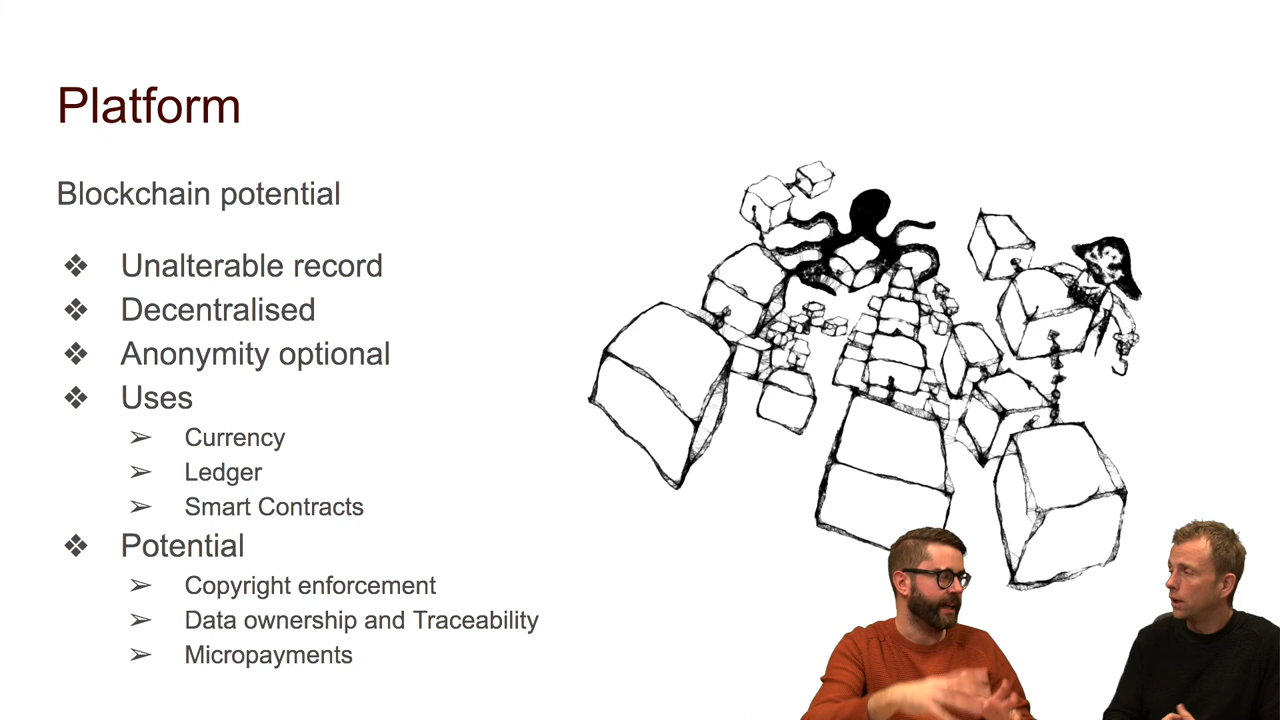 Platform
Blockchain potential
❖ Unalterable record
❖ Decentralised
❖ Anonymity optional
❖ Uses
➢ Currency
➢ Ledger
➢ Smart Contracts
❖ Potential
➢ Copyright enforcement
➢ Data ownership and Traceability
➢ Micropayments